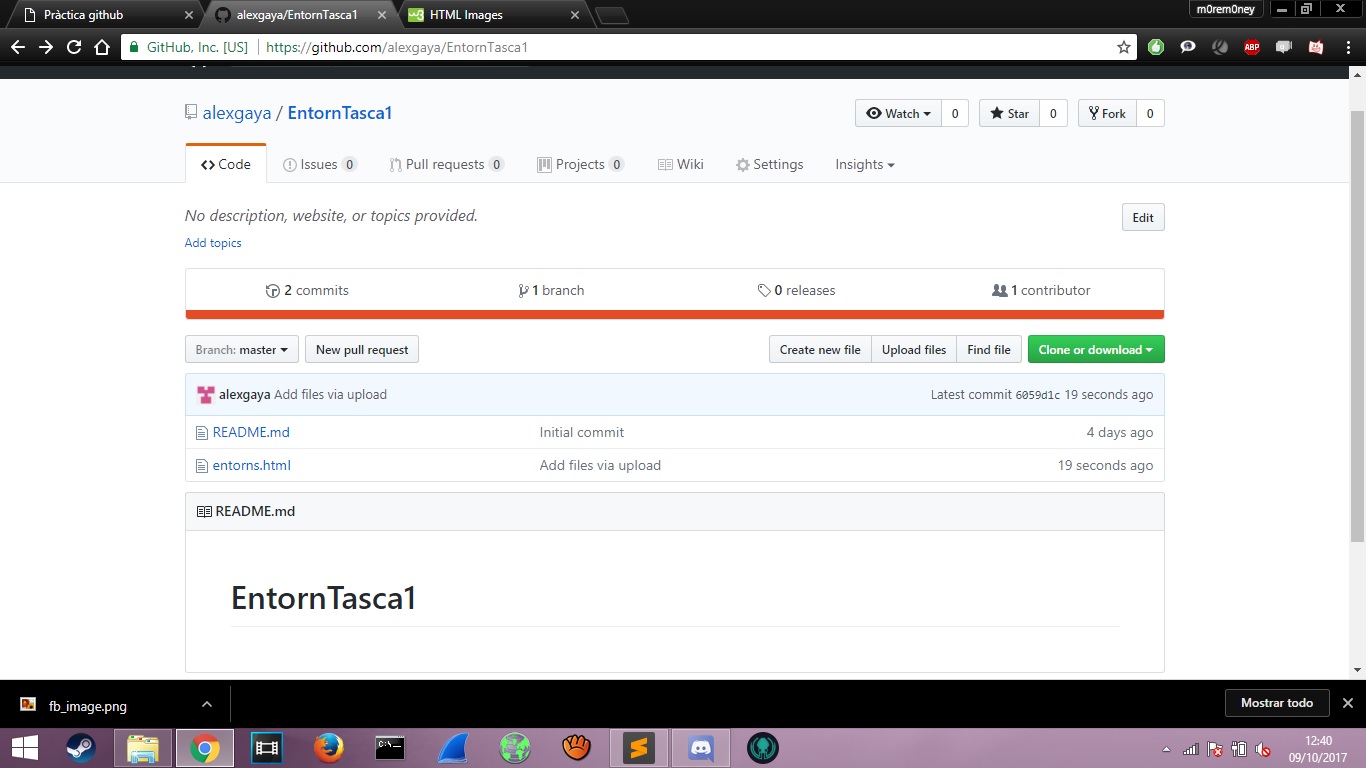 Pràctica github
alexgaya/EntornTasca1
HTML Images
m0rem0ney
GitHub, Inc. [US] https://github.com/alexgaya/EntornTasca1
ABP
alexgaya / EntornTasca1
Watch 0
Star 0
Fork 0
Code
Issues 0
Pull requests 0
Projects 0
Wiki
Settings
Insights
No description, website, or topics provided.
Edit
Add topics
2 commits
1 branch
0 releases
1 contributor
Branch: master
New pull request
Create new file
Upload files
Find file
Clone or download
alexgaya Add files via upload
Latest commit 6059d1c 19 seconds ago
README.md Initial commit 4 days ago
entorns.html Add files via upload 19 seconds ago
README.md
EntornTasca1
fb_image.png
Mostrar todo
12:40
09/10/2017